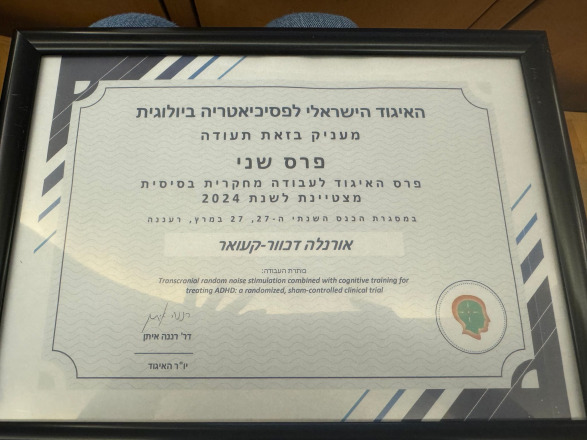 האיגוד הישראלי לפסיכיאטריה ביולוגית
מעניק בזאת תעודה
פרס שני
פרס האיגוד לעבודה מחקרית בסיסית
מצטיינת לשנת 2024
במסגרת הכנס השנתי ה-27, 27 במרץ, רעננה
אורנלה דכוור-קעואר
כותרת העבודה:
Transcranial random noise stimulation combined with cognitive training for
treating ADHD: a randomized, sham-controlled clinical trial
דר' רננה איתן
יו"ר האיגוד